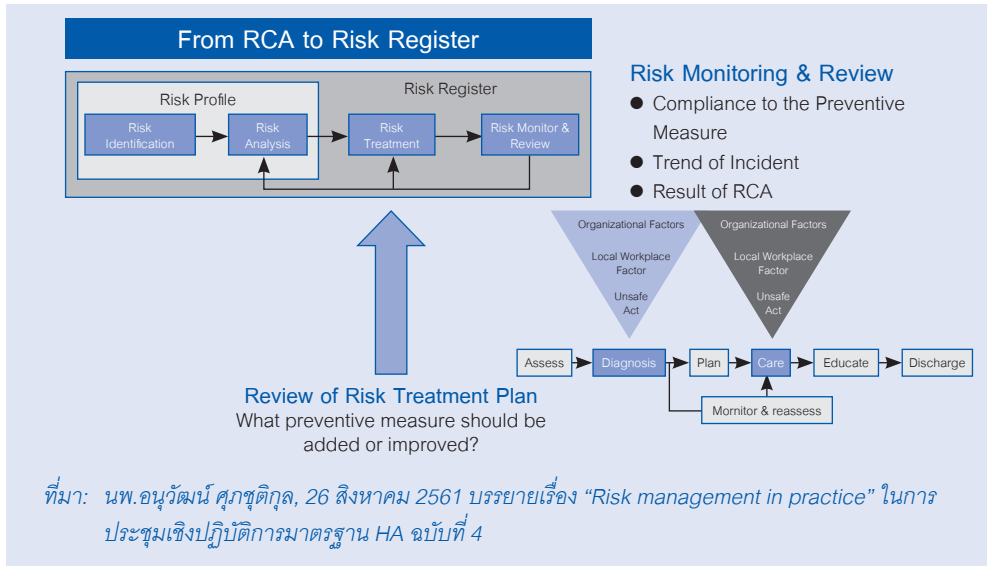 From RCA to Risk Register
Risk Register
Risk Profile
Risk
Identification
Risk
Analysis
Risk
Treatment
Risk Monitor &
Review
Risk Monitoring & Review
● Compliance to the Preventive
Measure
● Trend of Incident
● Result of RCA
Organizational Factors
Local Workplace
Factor
Unsafe
Act
Organizational Factors
Local Workplace
Factor
Unsafe
Act
Assess
Diagnosis
Plan
Care
Educate
Discharge
Mornitor & reassess
Review of Risk Treatment Plan
What preventive measure should be
added or improved?
ที่มา: นพ.อนุวัฒน์ ศุภชุติกุล, 26 สิงหาคม 2561 บรรยายเรื่อง “Risk management in practice” ในการ
ประชุมเชิงปฏิบัติการมาตรฐาน HA ฉบับที่ 4